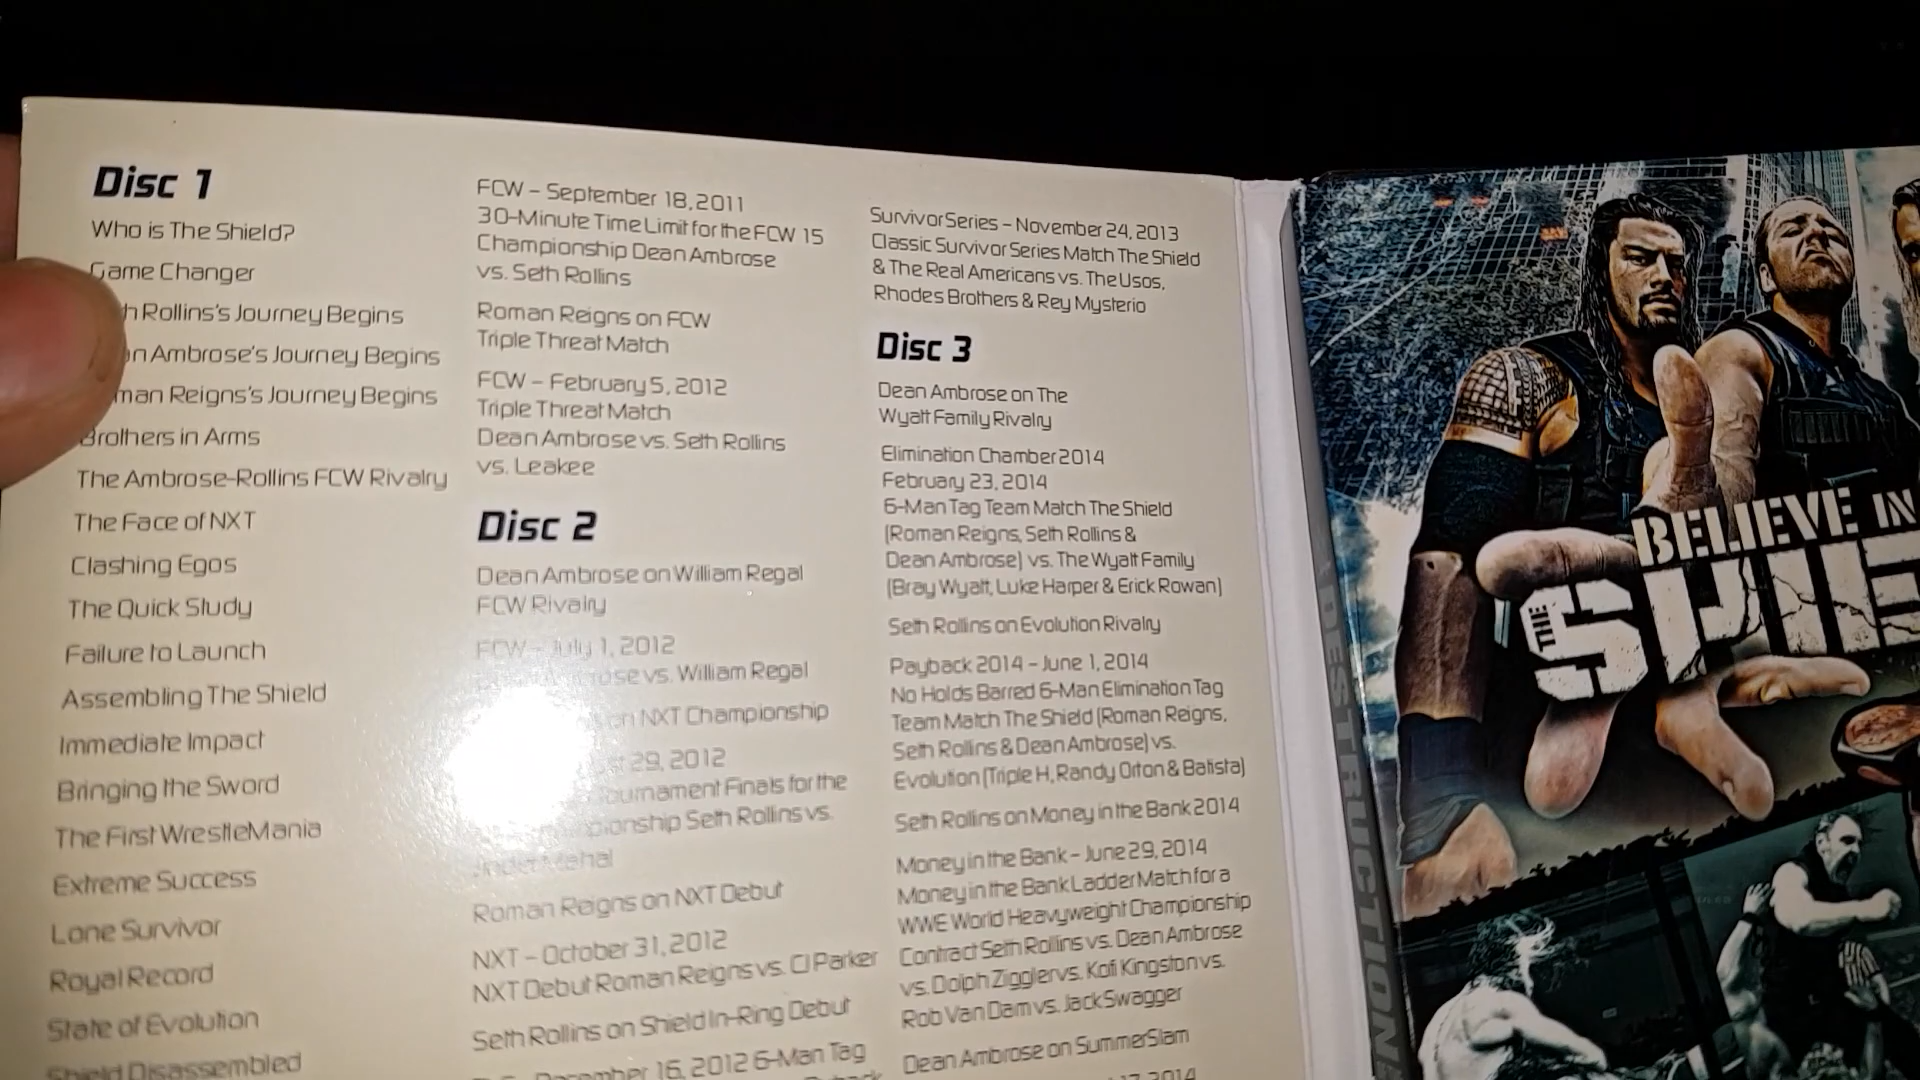 Disc 1
Who is The Shield?
Game Changer
Rollins's Journey Begins
Ambrose's Journey Begins
Reigns's Journey Begins
Brothers in Arms
The Ambrose-Rollins FCW Rivalry
The Face of NXT
Clashing Egos
The Quick Study
Failure to Launch
Assembling The Shield
Immediate Impact
Bringing the Sword
The First WrestleMania
Extreme Success
Lone Survivor
Royal Record
State of Evolution
Shield Disassembled
FCW – September 18, 2011
30-Minute Time Limit for the FCW 15
Championship Dean Ambrose
vs. Seth Rollins
Roman Reigns on FCW
Triple Threat Match
FCW – February 5, 2012
Triple Threat Match
Dean Ambrose vs. Seth Rollins
vs. Leakee
Disc 2
Dean Ambrose on William Regal
FCW Rivalry
FCW – July 1, 2012
vs. William Regal
on NXT Championship
29, 2012
Tournament Finals for the
Seth Rollins vs.
Mahal
Roman Reigns on NXT Debut
NXT – October 31, 2012
NXT Debut Roman Reigns vs. CJ Parker
Seth Rollins on Shield In-Ring Debut
December 16, 2012 6-Man Tag
Survivor Series – November 24, 2013
Classic Survivor Series Match The Shield
& The Real Americans vs. The Usos,
Rhodes Brothers & Rey Mysterio
Disc 3
Dean Ambrose on The
Wyatt Family Rivalry
Elimination Chamber 2014
February 23, 2014
6-Man Tag Team Match The Shield
(Roman Reigns, Seth Rollins &
Dean Ambrose) vs. The Wyatt Family
(Bray Wyatt, Luke Harper & Erick Rowan)
Seth Rollins on Evolution Rivalry
Payback 2014 – June 1, 2014
No Holds Barred 6-Man Elimination Tag
Team Match The Shield (Roman Reigns,
Seth Rollins & Dean Ambrose) vs.
Evolution (Triple H, Randy Orton & Batista)
Seth Rollins on Money in the Bank 2014
Money in the Bank – June 29, 2014
Money in the Bank Ladder Match for a
WWE World Heavyweight Championship
Contract Seth Rollins vs. Dean Ambrose
vs. Dolph Ziggler vs. Kofi Kingston vs.
Rob Van Dam vs. Jack Swagger
Dean Ambrose on SummerSlam
BELIEVE IN
THE SHIE
DESTRUCTION